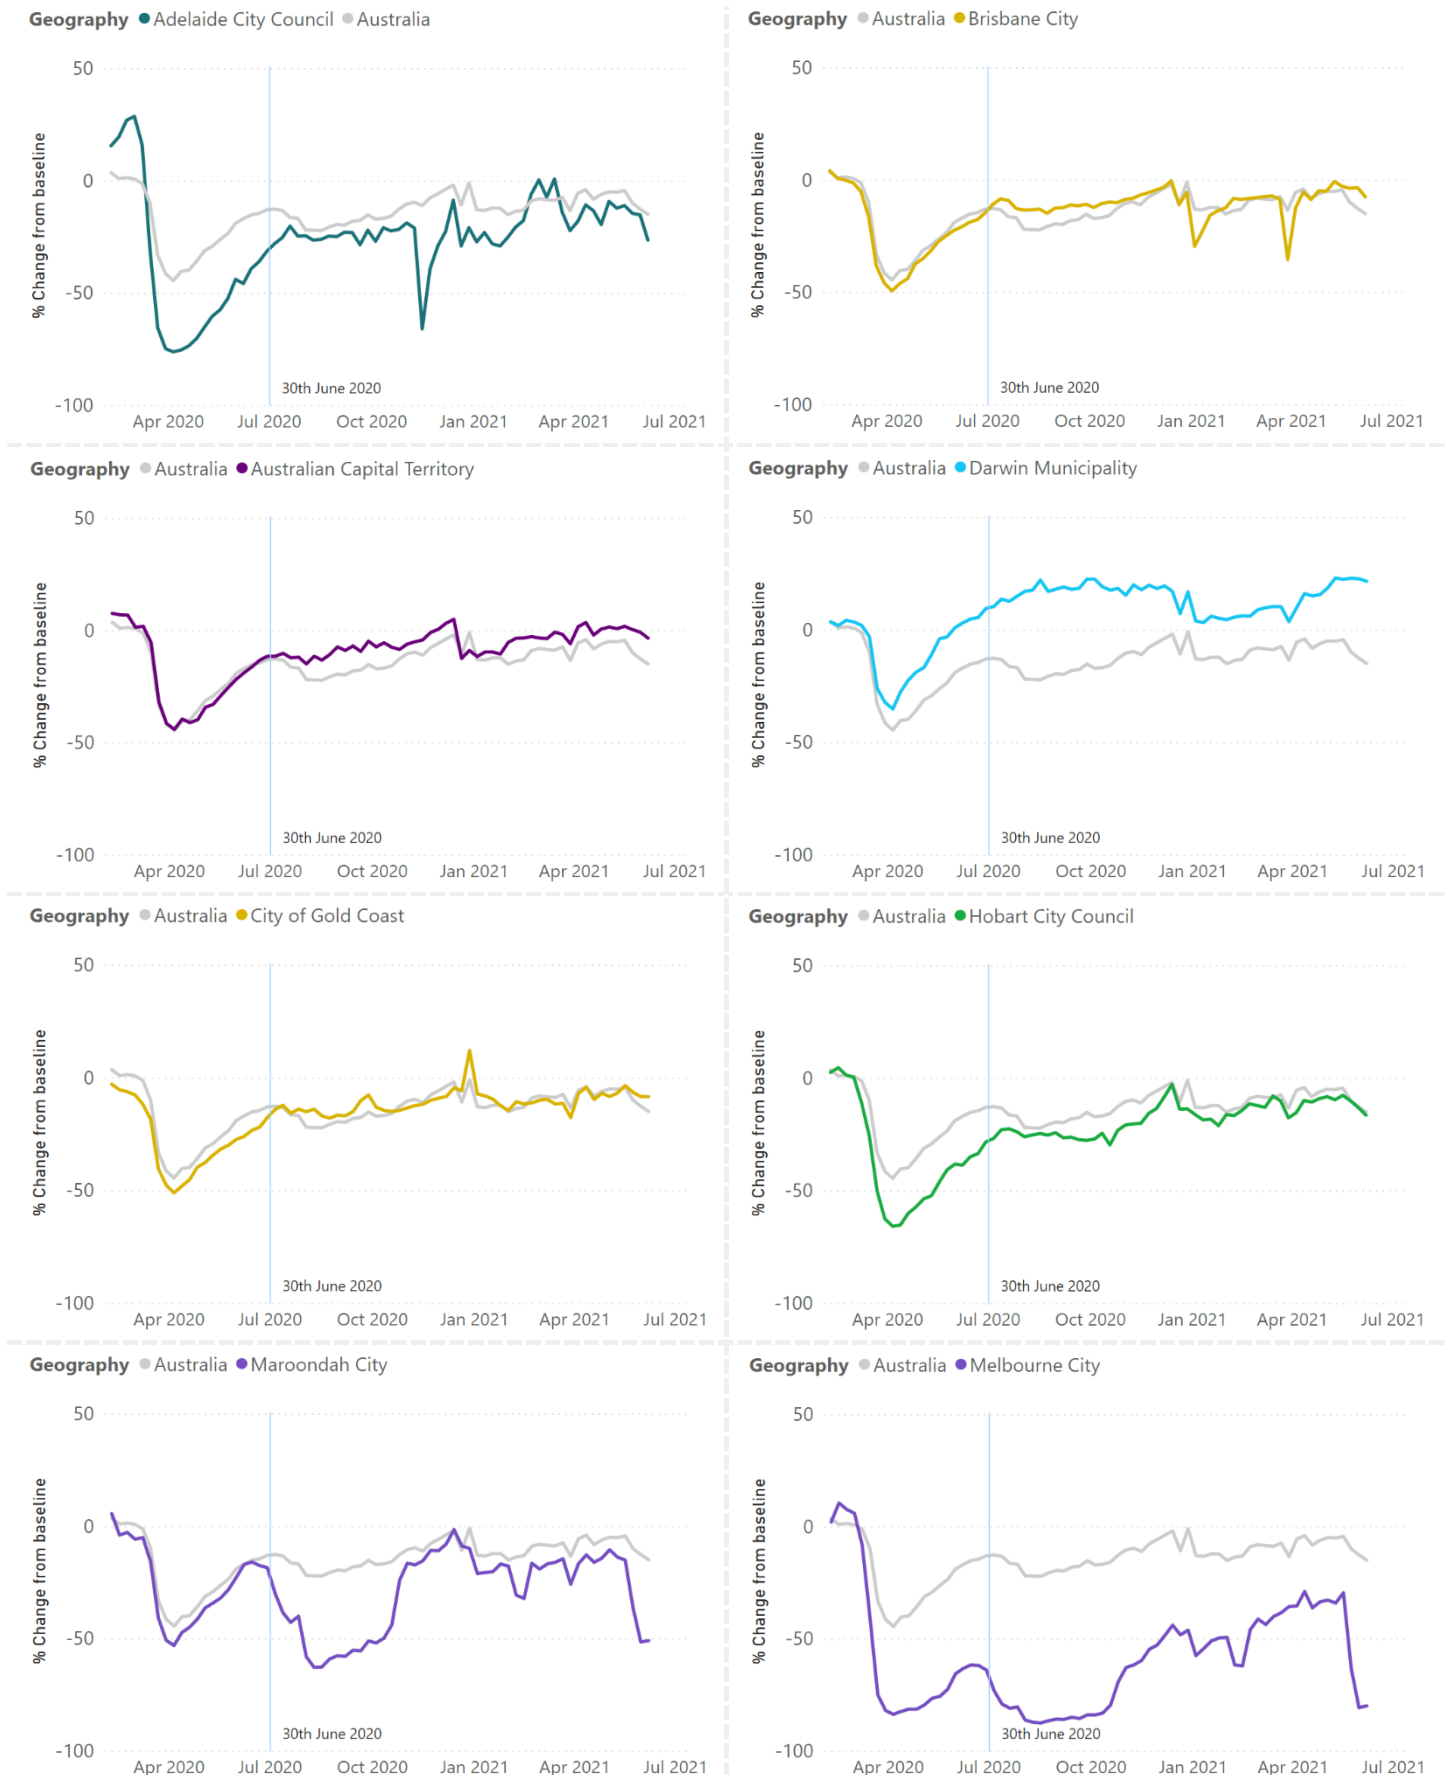 Geography Adelaide City Council Australia
50
0
-50
-100
% Change from baseline
30th June 2020
Apr 2020 Jul 2020 Oct 2020 Jan 2021 Apr 2021 Jul 2021
Geography Australia Brisbane City
50
0
-50
-100
% Change from baseline
30th June 2020
Apr 2020 Jul 2020 Oct 2020 Jan 2021 Apr 2021 Jul 2021
Geography Australia Australian Capital Territory
50
0
-50
-100
% Change from baseline
30th June 2020
Apr 2020 Jul 2020 Oct 2020 Jan 2021 Apr 2021 Jul 2021
Geography Australia Darwin Municipality
50
0
-50
-100
% Change from baseline
30th June 2020
Apr 2020 Jul 2020 Oct 2020 Jan 2021 Apr 2021 Jul 2021
Geography Australia City of Gold Coast
50
0
-50
-100
% Change from baseline
30th June 2020
Apr 2020 Jul 2020 Oct 2020 Jan 2021 Apr 2021 Jul 2021
Geography Australia Hobart City Council
50
0
-50
-100
% Change from baseline
30th June 2020
Apr 2020 Jul 2020 Oct 2020 Jan 2021 Apr 2021 Jul 2021
Geography Australia Maroondah City
50
0
-50
-100
% Change from baseline
30th June 2020
Apr 2020 Jul 2020 Oct 2020 Jan 2021 Apr 2021 Jul 2021
Geography Australia Melbourne City
50
0
-50
-100
% Change from baseline
30th June 2020
Apr 2020 Jul 2020 Oct 2020 Jan 2021 Apr 2021 Jul 2021